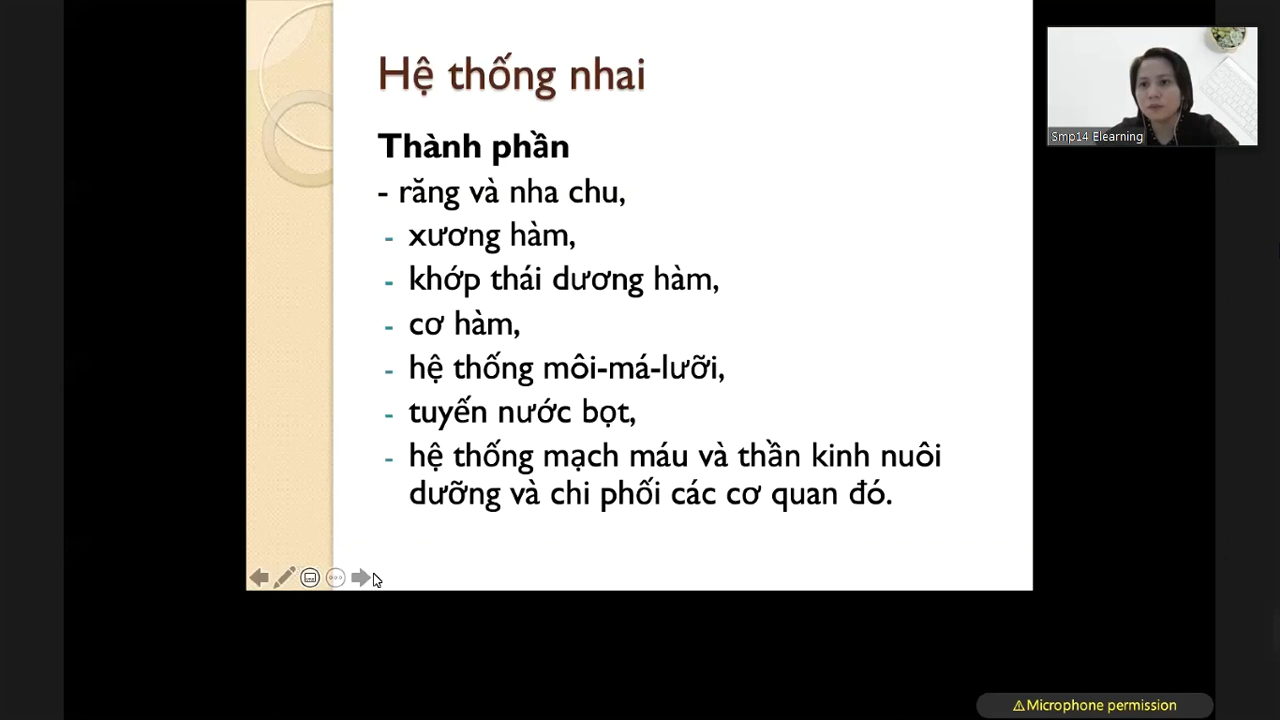 Hệ thống nhai
Thành phần
- răng và nha chu,
- xương hàm,
- khớp thái dương hàm,
- cơ hàm,
- hệ thống môi-má-lưỡi,
- tuyến nước bọt,
- hệ thống mạch máu và thần kinh nuôi
dưỡng và chi phối các cơ quan đó.
Smp14 Elearning
⚠Microphone permission